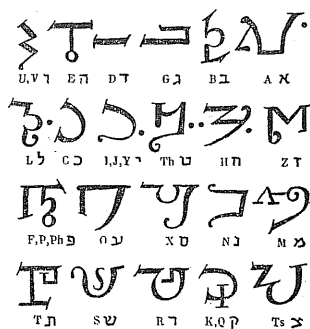 U,V ו E ה D ד G ג B ב A א
L ל C כ I,J,Y י Th ט H ח Z ז
F,P,Ph פ O ע X ס N נ M מ
T ת S ש R ר K,Q ק Ts צ